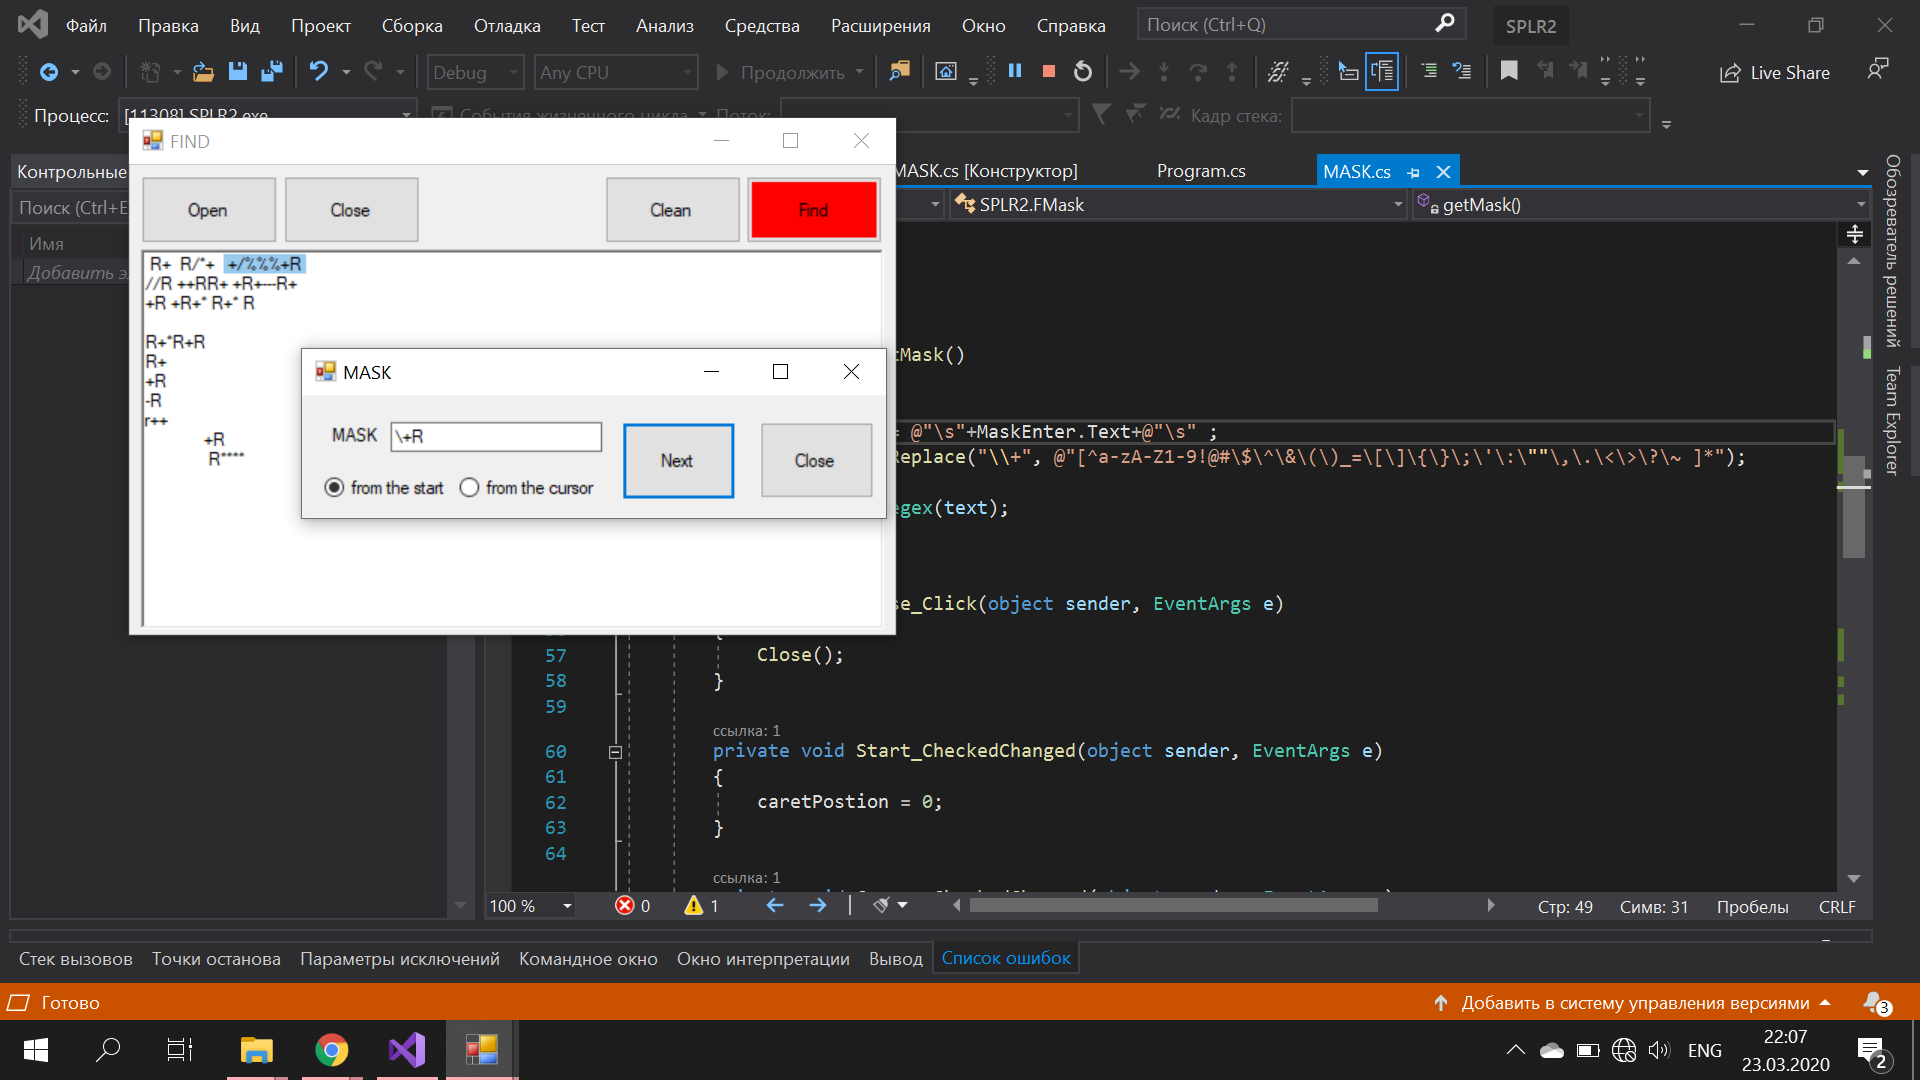 Файл Правка Вид Проект Сборка Отладка Тест Анализ Средства Расширения Окно Справка Поиск (Ctrl+Q) SPLR2
Debug Any CPU Продолжить Live Share
Процесс: [11308] SPLR2.exe События жизненного цикла Поток: Кадр стека:
FIND
Контрольные MASK.cs [Конструктор] Program.cs MASK.cs
Поиск (Ctrl+E SPLR2.FMask getMask()
Имя
Добавить э
Open Close Clean Find
R+ R/*+ +/%%%+R
//R ++RR+ +R+---R+
+R +R+* R+* R
R+*R+R
R+
+R
-R
r++
+R
R****
MASK
MASK \+R
from the start from the cursor
Next Close
tMask()
= @"\s"+MaskEnter.Text+@"\s" ;
Replace("\\+", @"[^a-zA-Z1-9!@#\$\^\&\(\)_=\[\]\{\}\;\'\:\""\,\.\<\>\?\~ ]*");
egex(text);
se_Click(object sender, EventArgs e)
{
57 Close();
58 }
59
ссылка: 1
60 private void Start_CheckedChanged(object sender, EventArgs e)
61 {
62 caretPostion = 0;
63 }
64
ссылка: 1
100 % 0 1 Стр: 49 Симв: 31 Пробелы CRLF
Обозреватель решений
Team Explorer
Стек вызовов Точки останова Параметры исключений Командное окно Окно интерпретации Вывод Список ошибок
Готово Добавить в систему управления версиями 3
ENG 22:07
23.03.2020 2